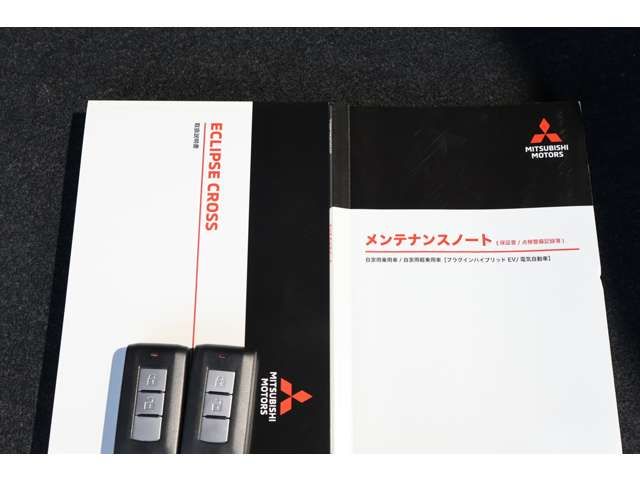 ECLIPSE CROSS
取扱説明書
MITSUBISHI
MOTORS
MITSUBISHI
MOTORS
メンテナンスノート ( 保証書 / 点検整備記録簿 )
自家用乗用車 / 自家用軽乗用車 [プラグインハイブリッド EV/ 電気自動車]